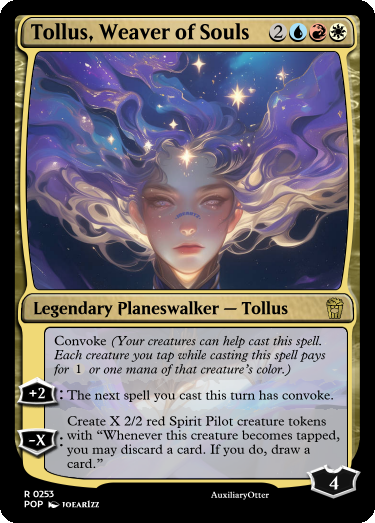 Tollus, Weaver of Souls 2
Legendary Planeswalker — Tollus
Convoke (Your creatures can help cast this spell.
Each creature you tap while casting this spell pays
for 1 or one mana of that creature's color.)
+2 : The next spell you cast this turn has convoke.
Create X 2/2 red Spirit Pilot creature tokens
-X : with “Whenever this creature becomes tapped,
you may discard a card. If you do, draw a
card.”
4
R 0253
POP JOEARIZZ
AuxiliaryOtter